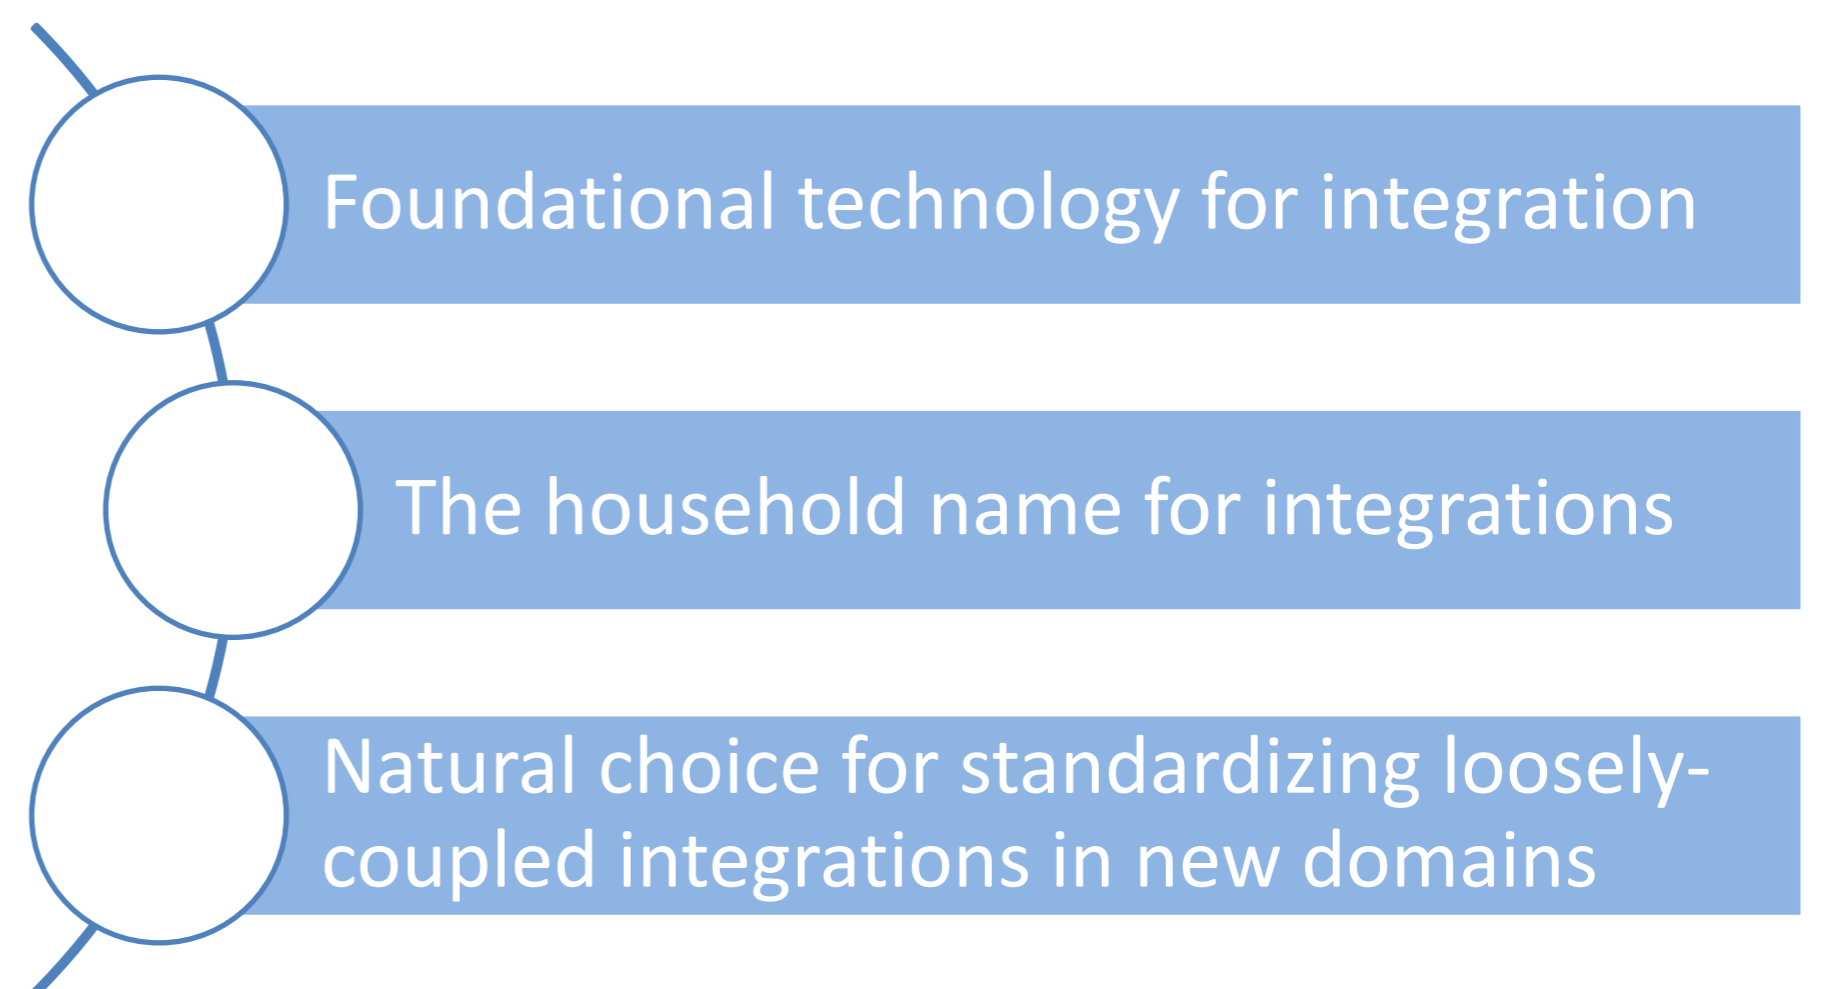 Foundational technology for integration
The household name for integrations
Natural choice for standardizing loosely-
coupled integrations in new domains